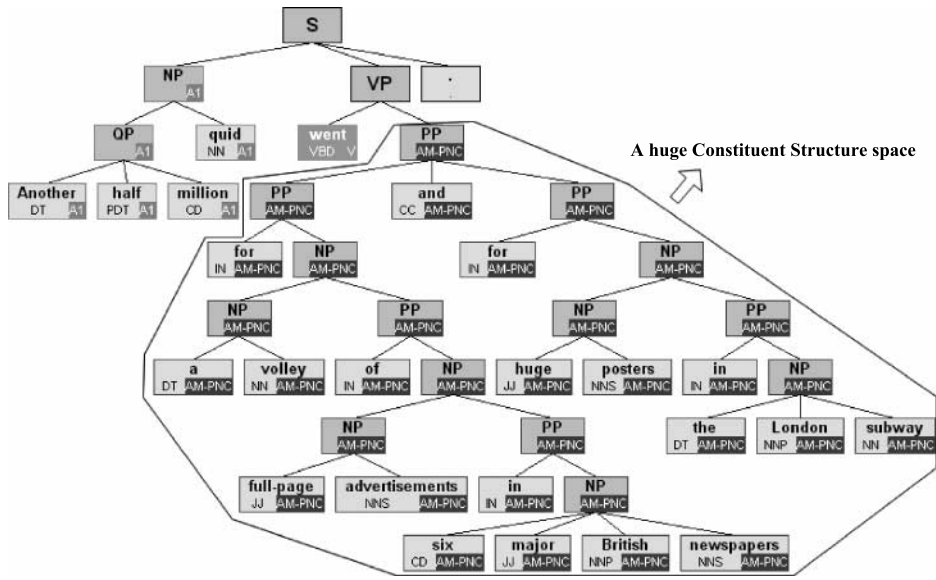 S
NP
A1
VP
.
.
QP
A1
quid
NN A1
went
VBD V
PP
AM-PNC
A huge Constituent Structure space
Another
DT A1
half
PDT A1
million
CD A1
PP
AM-PNC
and
CC AM-PNC
PP
AM-PNC
for
IN AM-PNC
NP
AM-PNC
for
IN AM-PNC
NP
AM-PNC
NP
AM-PNC
PP
AM-PNC
NP
AM-PNC
PP
AM-PNC
a
DT AM-PNC
volley
NN AM-PNC
of
IN AM-PNC
NP
AM-PNC
huge
JJ AM-PNC
posters
NNS AM-PNC
in
IN AM-PNC
NP
AM-PNC
NP
AM-PNC
PP
AM-PNC
the
DT AM-PNC
London
NNP AM-PNC
subway
NN AM-PNC
full-page
JJ AM-PNC
advertisements
NNS AM-PNC
in
IN AM-PNC
NP
AM-PNC
six
CD AM-PNC
major
JJ AM-PNC
British
NNP AM-PNC
newspapers
NNS AM-PNC